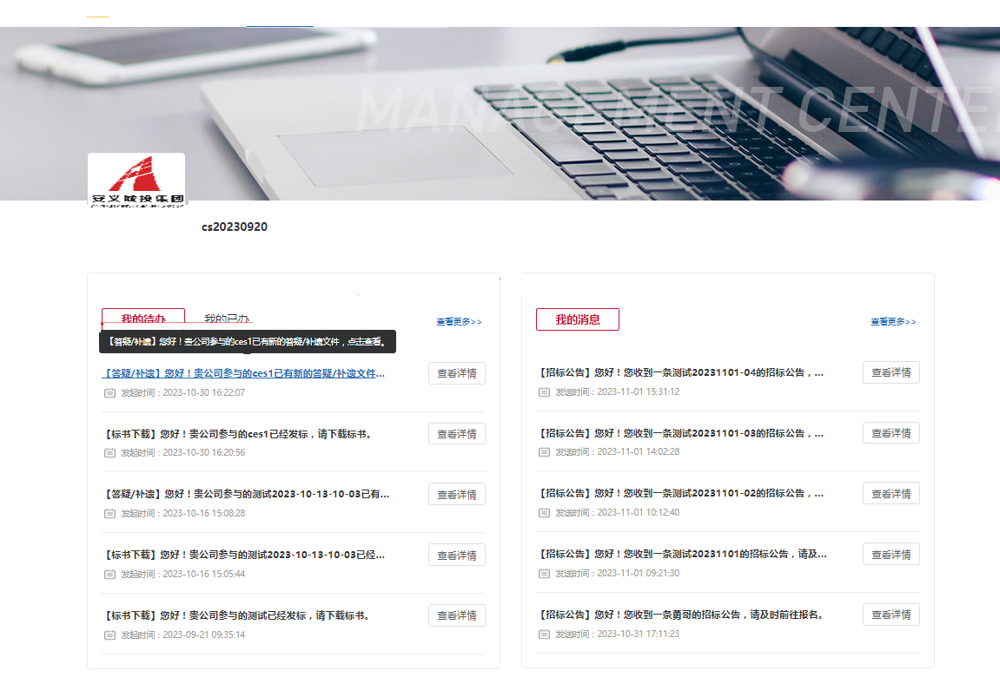 MANAGEMENT CENTE
安义城投集团
cs20230920
我的待办
我的已办
查看更多>>
【答疑/补遗】您好！贵公司参与的ces1已有新的答疑/补遗文件，点击查看。
【答疑/补遗】您好！贵公司参与的ces1已有新的答疑/补遗文件...
查看详情
发起时间：2023-10-30 16:22:07
【标书下载】您好！贵公司参与的ces1已经发标，请下载标书。
查看详情
发起时间：2023-10-30 16:20:56
【答疑/补遗】您好！贵公司参与的测试2023-10-13-10-03已有...
查看详情
发起时间：2023-10-16 15:08:28
【标书下载】您好！贵公司参与的测试2023-10-13-10-03已经...
查看详情
发起时间：2023-10-16 15:05:44
【标书下载】您好！贵公司参与的测试已经发标，请下载标书。
查看详情
发起时间：2023-09-21 09:35:14
我的消息
查看更多>>
【招标公告】您好！您收到一条测试20231101-04的招标公告，...
查看详情
发送时间：2023-11-01 15:31:12
【招标公告】您好！您收到一条测试20231101-03的招标公告，...
查看详情
发送时间：2023-11-01 14:02:28
【招标公告】您好！您收到一条测试20231101-02的招标公告，...
查看详情
发送时间：2023-11-01 10:12:40
【招标公告】您好！您收到一条测试20231101的招标公告，请及...
查看详情
发送时间：2023-11-01 09:21:30
【招标公告】您好！您收到一条勇哥的招标公告，请及时前往报名。
查看详情
发送时间：2023-10-31 17:11:23